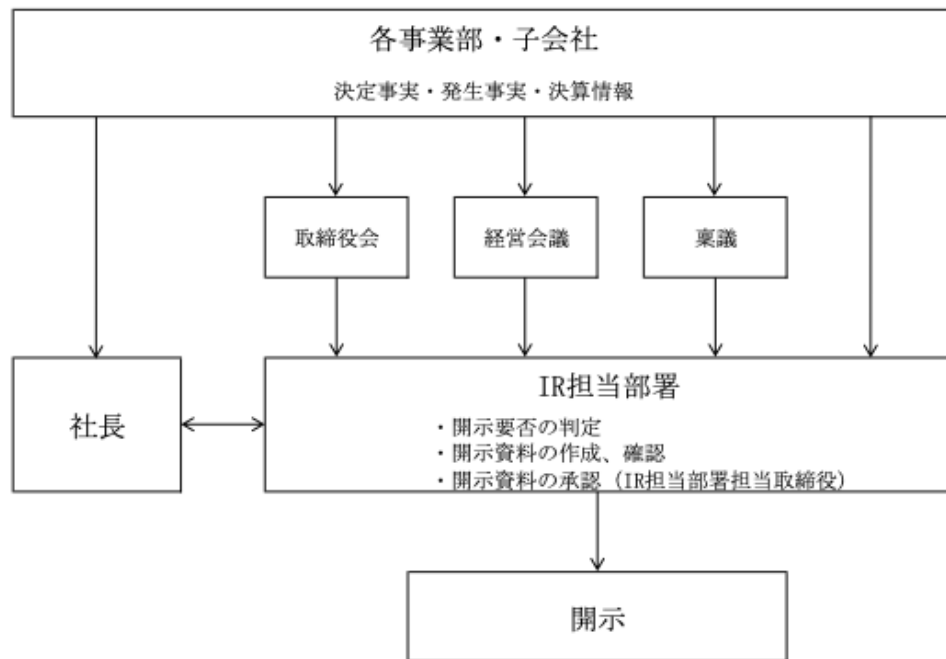 各事業部・子会社
決定事実・発生事実・決算情報
取締役会
経営会議
稟議
社長
IR担当部署
・開示要否の判定
・開示資料の作成、確認
・開示資料の承認（IR担当部署担当取締役）
開示